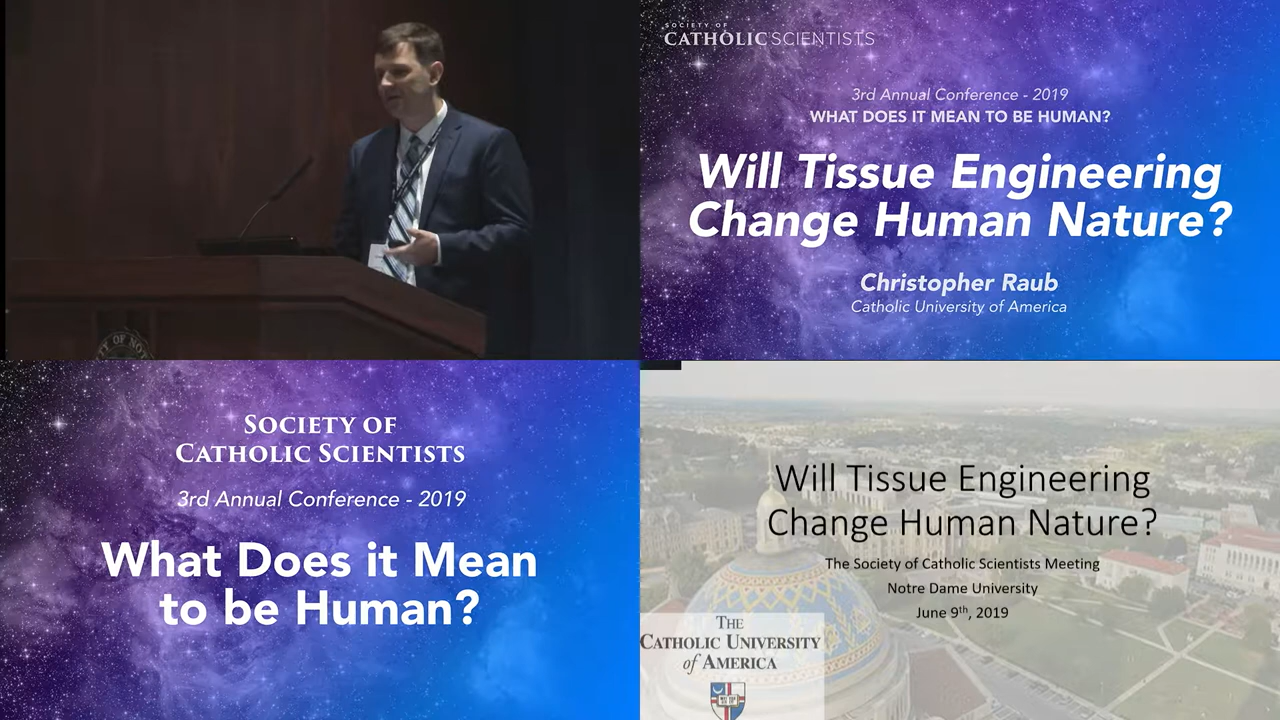 SOCIETY OF
CATHOLIC SCIENTISTS
3rd Annual Conference - 2019
WHAT DOES IT MEAN TO BE HUMAN?
Will Tissue Engineering
Change Human Nature?
Christopher Raub
Catholic University of America
SOCIETY OF
CATHOLIC SCIENTISTS
3rd Annual Conference - 2019
What Does it Mean
to be Human?
Will Tissue Engineering
Change Human Nature?
The Society of Catholic Scientists Meeting
Notre Dame University
June 9th, 2019
THE
CATHOLIC UNIVERSITY
of AMERICA